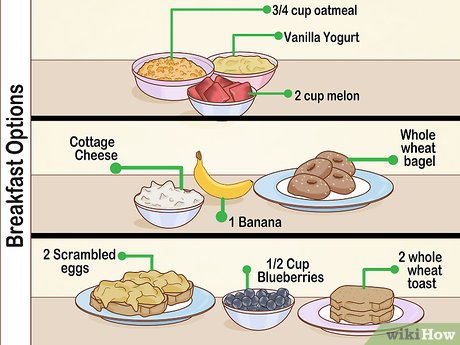 Breakfast Options
3/4 cup oatmeal
Vanilla Yogurt
2 cup melon
Cottage
Cheese
1 Banana
Whole
wheat
bagel
2 Scrambled
eggs
1/2 Cup
Blueberries
2 whole
wheat
toast
wikiHow